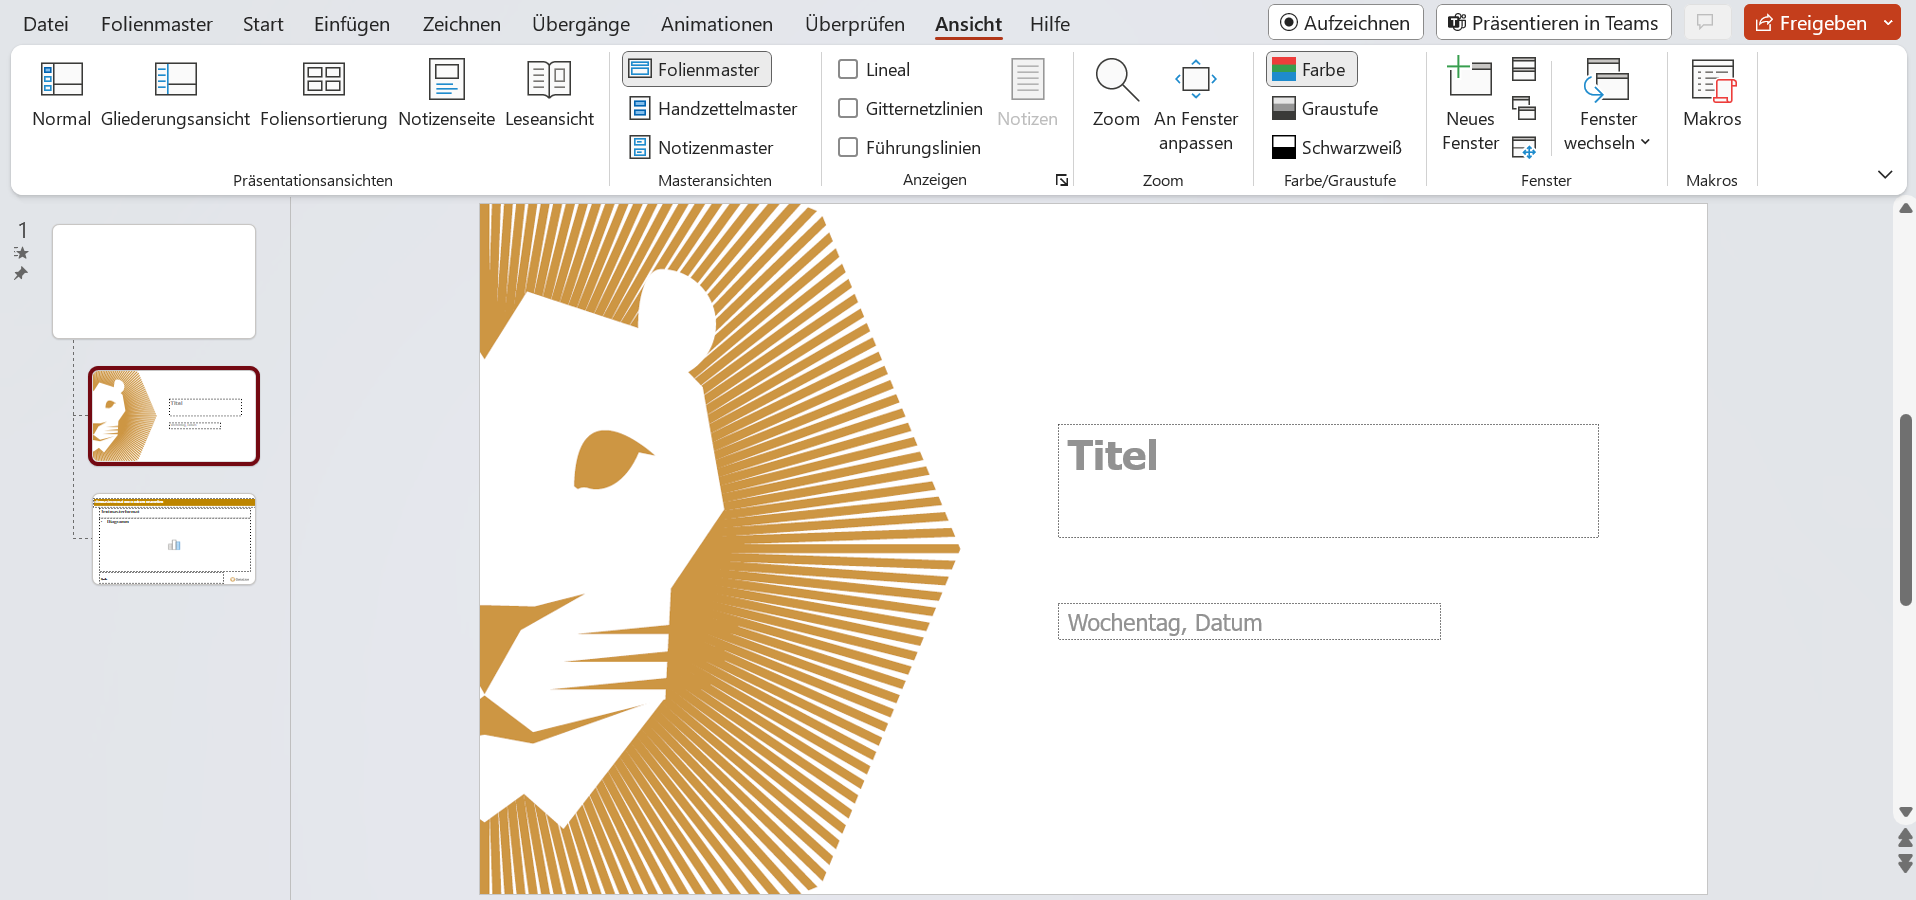 Datei Folienmaster Start Einfügen Zeichnen Übergänge Animationen Überprüfen Ansicht Hilfe Aufzeichnen Präsentieren in Teams Freigeben
Normal Gliederungsansicht Foliensortierung Notizenseite Leseansicht
Präsentationsansichten
Folienmaster
Handzettelmaster
Notizenmaster
Masteransichten
Lineal
Gitternetzlinien
Führungslinien
Notizen
Anzeigen
Zoom An Fenster anpassen
Zoom
Farbe
Graustufe
Schwarzweiß
Farbe/Graustufe
Neues Fenster
Fenster wechseln
Fenster
Makros
Makros
1
Titel
Titel
Wochentag, Datum